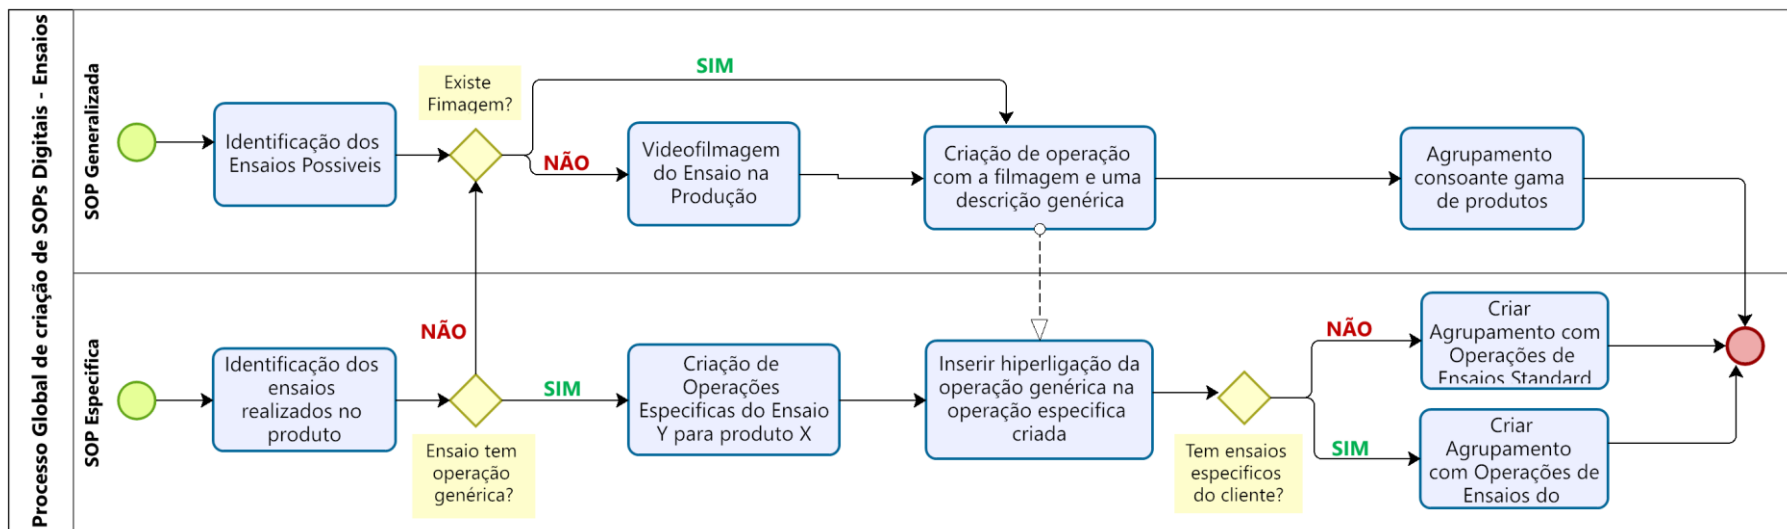 Processo Global de criação de SOPs Digitais - Ensaios
SOP Generalizada
Identificação dos
Ensaios Possiveis
Existe
Fimagem?
SIM
NÃO
Videofilmagem
do Ensaio na
Produção
Criação de operação
com a filmagem e uma
descrição genérica
Agrupamento
consoante gama
de produtos
SOP Especifica
Identificação dos
ensaios
realizados no
produto
NÃO
Ensaio tem
operação
genérica?
SIM
Criação de
Operações
Especificas do Ensaio
Y para produto X
Inserir hiperligação da
operação genérica na
operação especifica
criada
Tem ensaios
especificos
do cliente?
NÃO
Criar
Agrupamento com
Operações de
Ensaios Standard
SIM
Criar
Agrupamento
com Operações de
Ensaios do